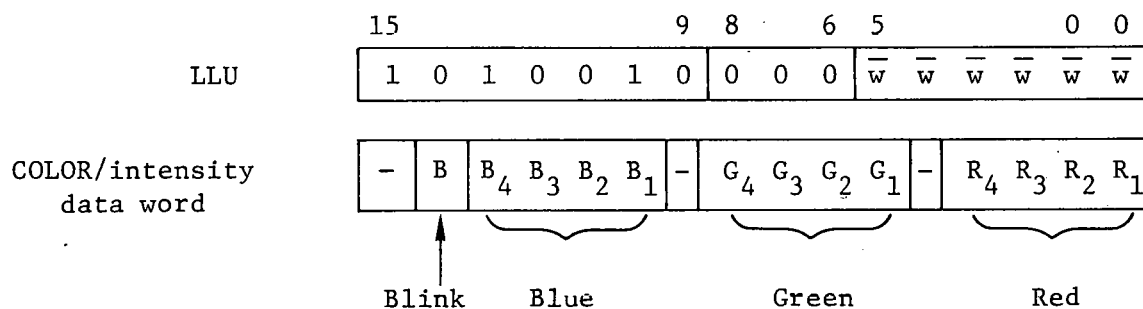 15 9 8 6 5 0 0
LLU 1 0 1 0 0 1 0 0 0 0 w̅ w̅ w̅ w̅ w̅ w̅
COLOR/intensity data word - B B₄ B₃ B₂ B₁ - G₄ G₃ G₂ G₁ - R₄ R₃ R₂ R₁
Blink Blue Green Red